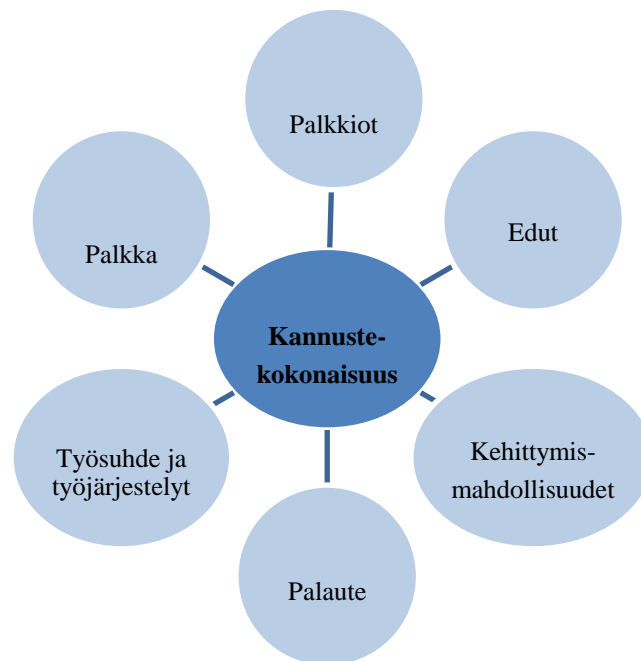 Palkkiot
Edut
Palkka
Kannuste-
kokonaisuus
Työsuhde ja
työjärjestelyt
Kehittymis-
mahdollisuudet
Palaute